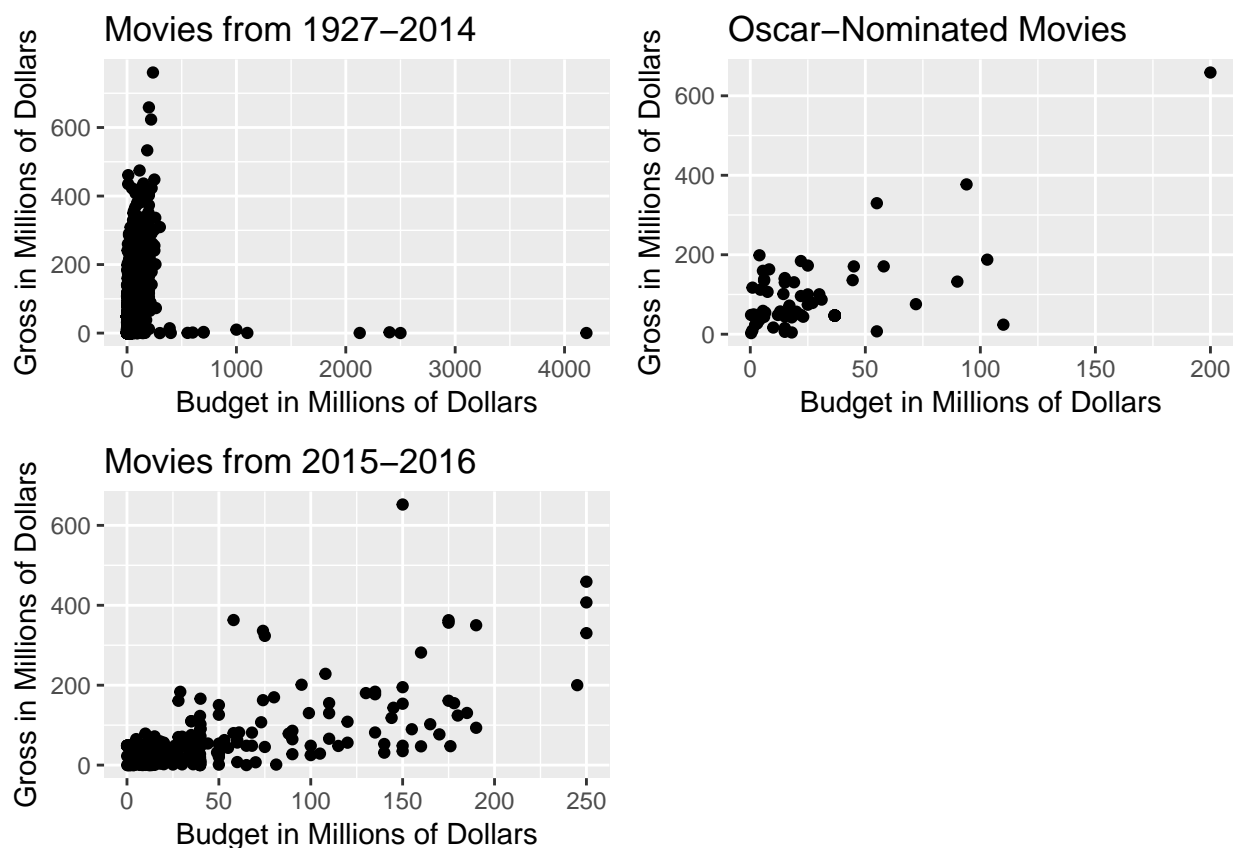 Movies from 1927–2014
Gross in Millions of Dollars
600
400
200
0
0 1000 2000 3000 4000
Budget in Millions of Dollars
Oscar–Nominated Movies
Gross in Millions of Dollars
600
400
200
0
0 50 100 150 200
Budget in Millions of Dollars
Movies from 2015–2016
Gross in Millions of Dollars
600
400
200
0
0 50 100 150 200 250
Budget in Millions of Dollars